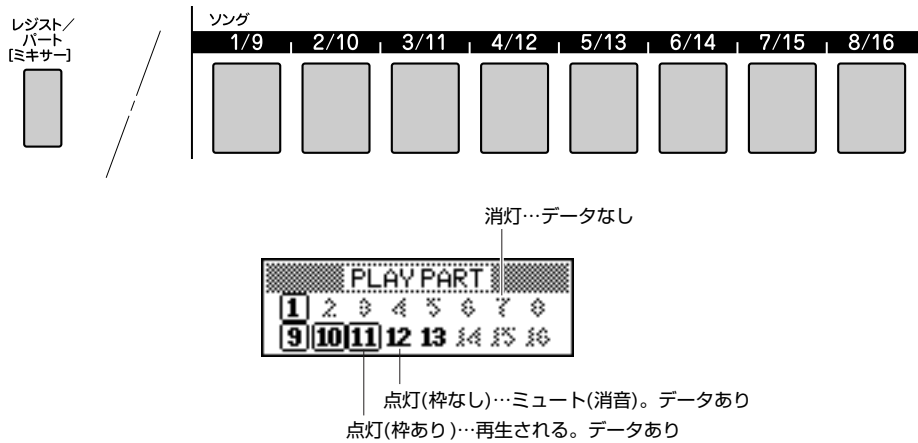 レジスト/
パート
[ミキサー]
ソング
1/9 2/10 3/11 4/12 5/13 6/14 7/15 8/16
消灯…データなし
PLAY PART
1 2 3 4 5 6 7 8
9 10 11 12 13 14 15 16
点灯(枠なし)…ミュート(消音)。データあり
点灯(枠あり)…再生される。データあり